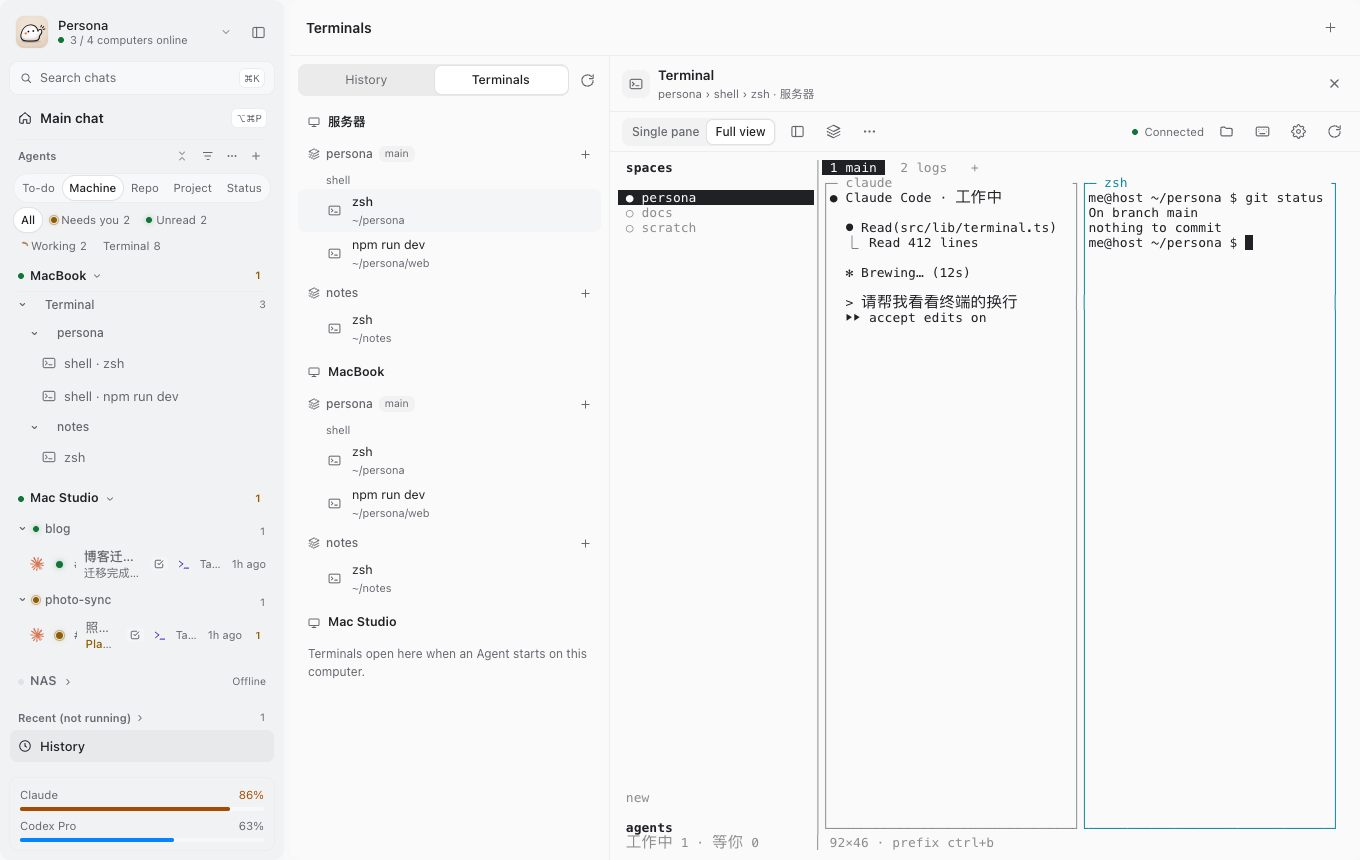 Persona
3 / 4 computers online
Search chats ⌘K
Main chat ⌥⌘P
Agents
To-do Machine Repo Project Status
All Needs you 2 Unread 2
Working 2 Terminal 8
MacBook 1
Terminal 3
persona
shell · zsh
shell · npm run dev
notes
zsh
Mac Studio 1
blog 1
博客迁… Ta… 1h ago
迁移完成…
photo-sync 1
照… Ta… 1h ago 1
Pla…
NAS Offline
Recent (not running) 1
History
Claude 86%
Codex Pro 63%
Terminals
History Terminals
服务器
persona main
shell
zsh
~/persona
npm run dev
~/persona/web
notes
zsh
~/notes
MacBook
persona main
shell
zsh
~/persona
npm run dev
~/persona/web
notes
zsh
~/notes
Mac Studio
Terminals open here when an Agent starts on this
computer.
Terminal
persona › shell › zsh · 服务器
Single pane Full view
Connected
spaces
● persona
○ docs
○ scratch
new
agents
工作中 1 · 等你 0
1 main 2 logs +
claude
● Claude Code · 工作中
● Read(src/lib/terminal.ts)
⎿ Read 412 lines
✻ Brewing… (12s)
> 请帮我看看终端的换行
⏵⏵ accept edits on
zsh
me@host ~/persona $ git status
On branch main
nothing to commit
me@host ~/persona $
92×46 · prefix ctrl+b